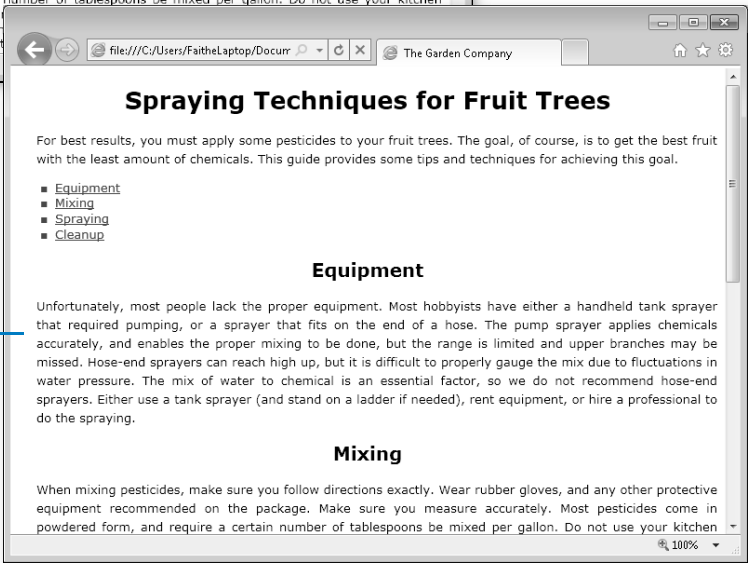 number of tablespoons be mixed per gallon. Do not use your kitchen
file:///C:/Users/FaitheLaptop/Docum
The Garden Company
Spraying Techniques for Fruit Trees
For best results, you must apply some pesticides to your fruit trees. The goal, of course, is to get the best fruit
with the least amount of chemicals. This guide provides some tips and techniques for achieving this goal.
Equipment
Mixing
Spraying
Cleanup
Equipment
Unfortunately, most people lack the proper equipment. Most hobbyists have either a handheld tank sprayer
that required pumping, or a sprayer that fits on the end of a hose. The pump sprayer applies chemicals
accurately, and enables the proper mixing to be done, but the range is limited and upper branches may be
missed. Hose-end sprayers can reach high up, but it is difficult to properly gauge the mix due to fluctuations in
water pressure. The mix of water to chemical is an essential factor, so we do not recommend hose-end
sprayers. Either use a tank sprayer (and stand on a ladder if needed), rent equipment, or hire a professional to
do the spraying.
Mixing
When mixing pesticides, make sure you follow directions exactly. Wear rubber gloves, and any other protective
equipment recommended on the package. Make sure you measure accurately. Most pesticides come in
powdered form, and require a certain number of tablespoons be mixed per gallon. Do not use your kitchen
100%